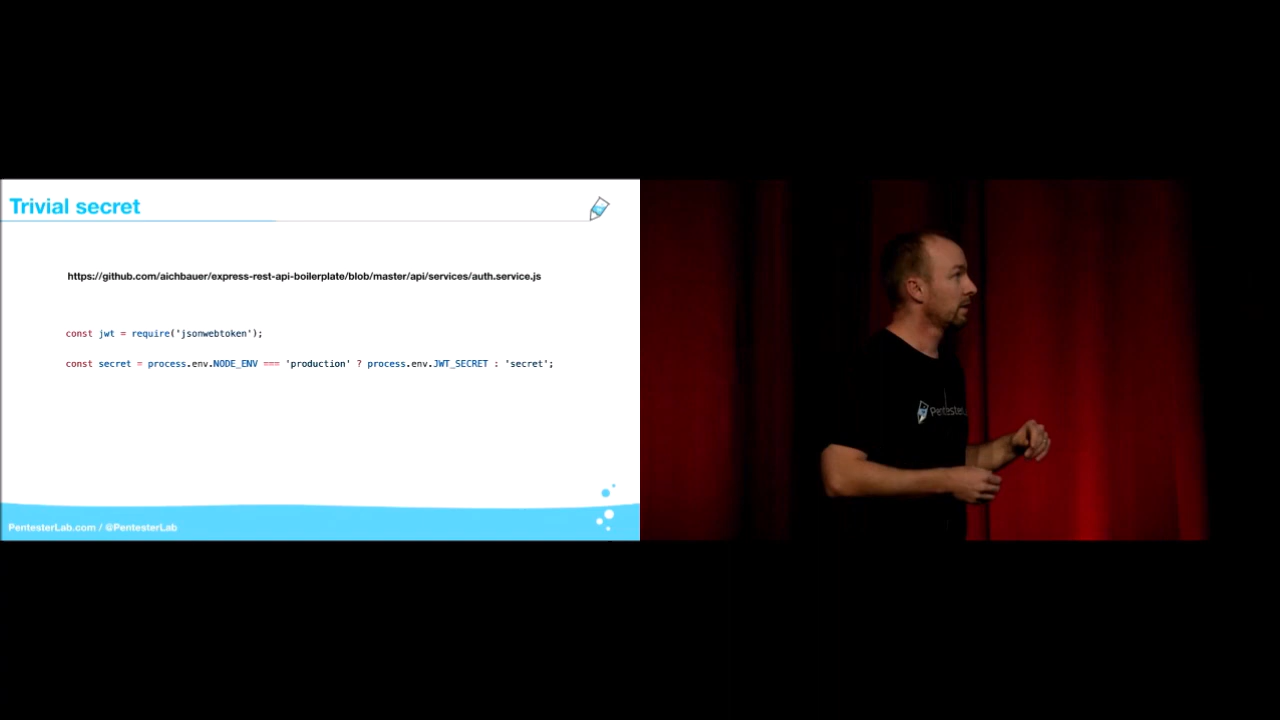 Trivial secret
https://github.com/aichbauer/express-rest-api-boilerplate/blob/master/api/services/auth.service.js
const jwt = require('jsonwebtoken');
const secret = process.env.NODE_ENV === 'production' ? process.env.JWT_SECRET : 'secret';
PentesterLab.com / @PentesterLab